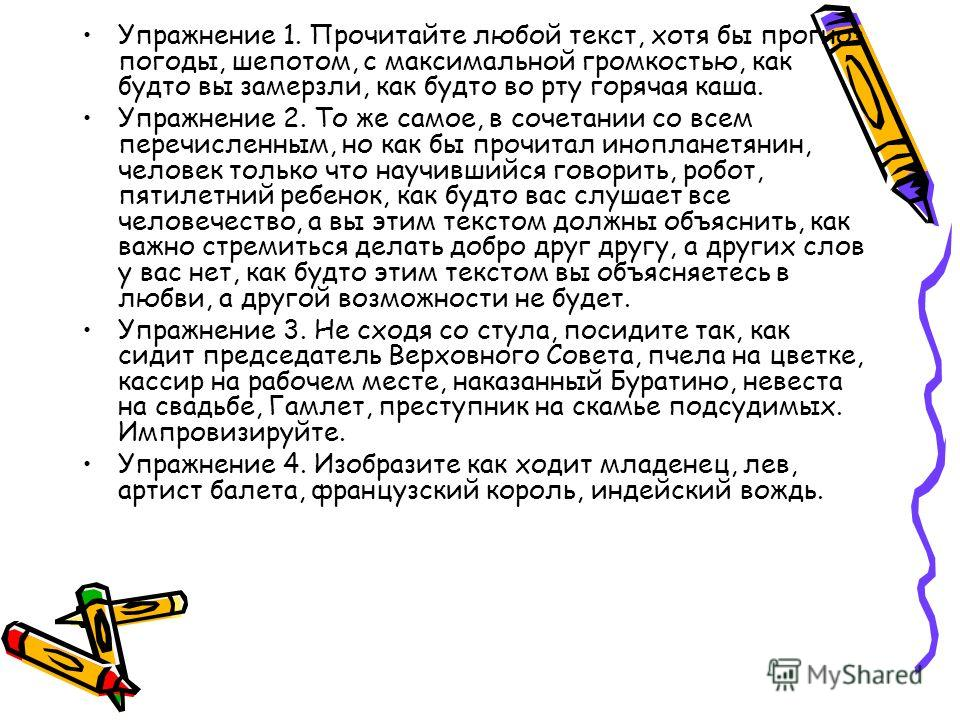 • Упражнение 1. Прочитайте любой текст, хотя бы прогноз
погоды, шепотом, с максимальной громкостью, как
будто вы замерзли, как будто во рту горячая каша.
• Упражнение 2. То же самое, в сочетании со всем
перечисленным, но как бы прочитал инопланетянин,
человек только что научившийся говорить, робот,
пятилетний ребенок, как будто вас слушает все
человечество, а вы этим текстом должны объяснить, как
важно стремиться делать добро друг другу, а других слов
у вас нет, как будто этим текстом вы объясняетесь в
любви, а другой возможности не будет.
• Упражнение 3. Не сходя со стула, посидите так, как
сидит председатель Верховного Совета, пчела на цветке,
кассир на рабочем месте, наказанный Буратино, невеста
на свадьбе, Гамлет, преступник на скамье подсудимых.
Импровизируйте.
• Упражнение 4. Изобразите как ходит младенец, лев,
артист балета, французский король, индейский вождь.
MyShared